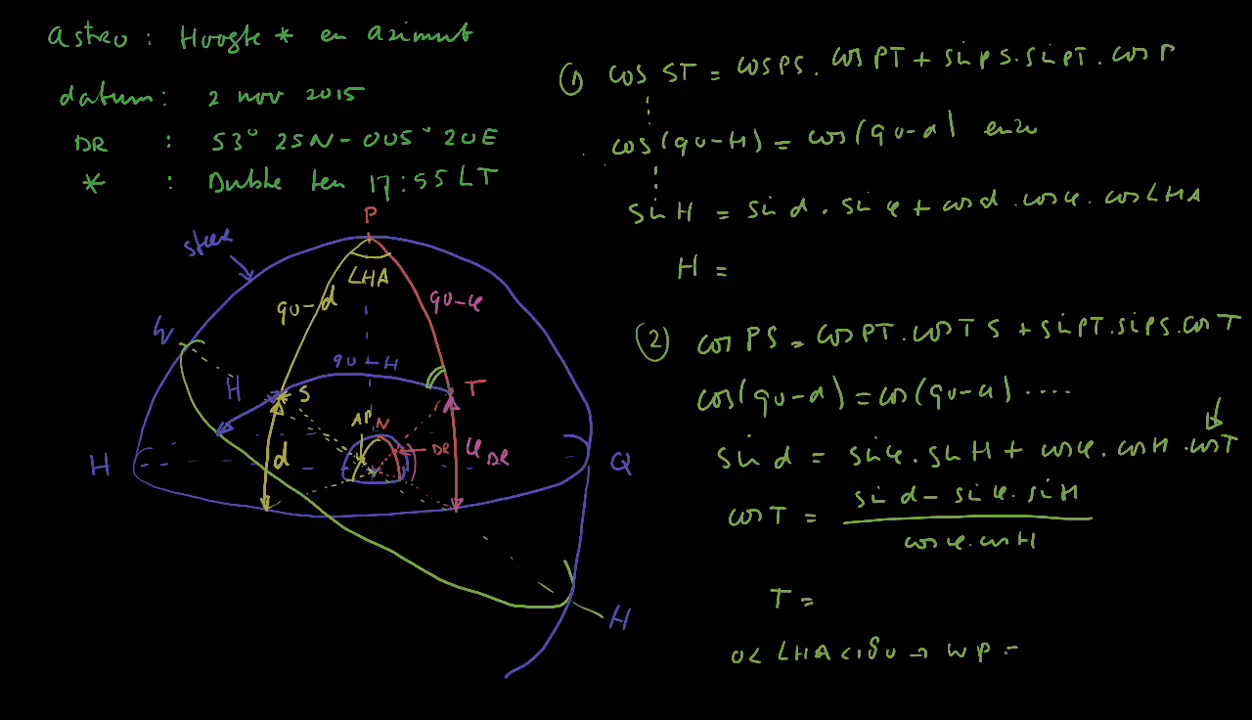 astro : Hoogte * en azimut
datum : 2 nov 2015
DR : 53° 25N - 005° 20E
* : Dubhe ten 17:55 LT
P
sfeer
LHA
90-d
90-φ
90-H
H
S
T
AP
N
DR
d
φ DR
H
Q
H
① cos ST = cos PS . cos PT + sin PS . sin PT . cos P
cos (90-H) = cos (90-d) enzo
sin H = sin d . sin φ + cos d . cos φ . cos LHA
H =
② cos PS = cos PT . cos TS + sin PT . sin PS . cos T
cos (90-d) = cos (90-φ) ....
sin d = sin φ . sin H + cos φ . cos H . cos T
cos T = sin d - sin φ . sin H
cos φ . cos H
T =
0 < LHA < 180 → WP =